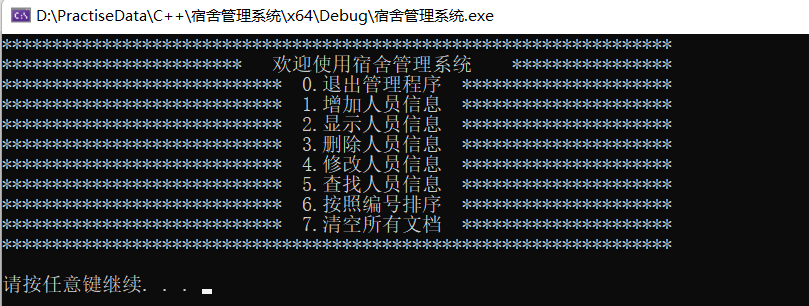 D:\PractiseData\C++\宿舍管理系统\x64\Debug\宿舍管理系统.exe
*******************************************************************
************************   欢迎使用宿舍管理系统    ****************
****************************  0.退出管理程序  *********************
****************************  1.增加人员信息  *********************
****************************  2.显示人员信息  *********************
****************************  3.删除人员信息  *********************
****************************  4.修改人员信息  *********************
****************************  5.查找人员信息  *********************
****************************  6.按照编号排序  *********************
****************************  7.清空所有文档  *********************
*******************************************************************
请按任意键继续. . .